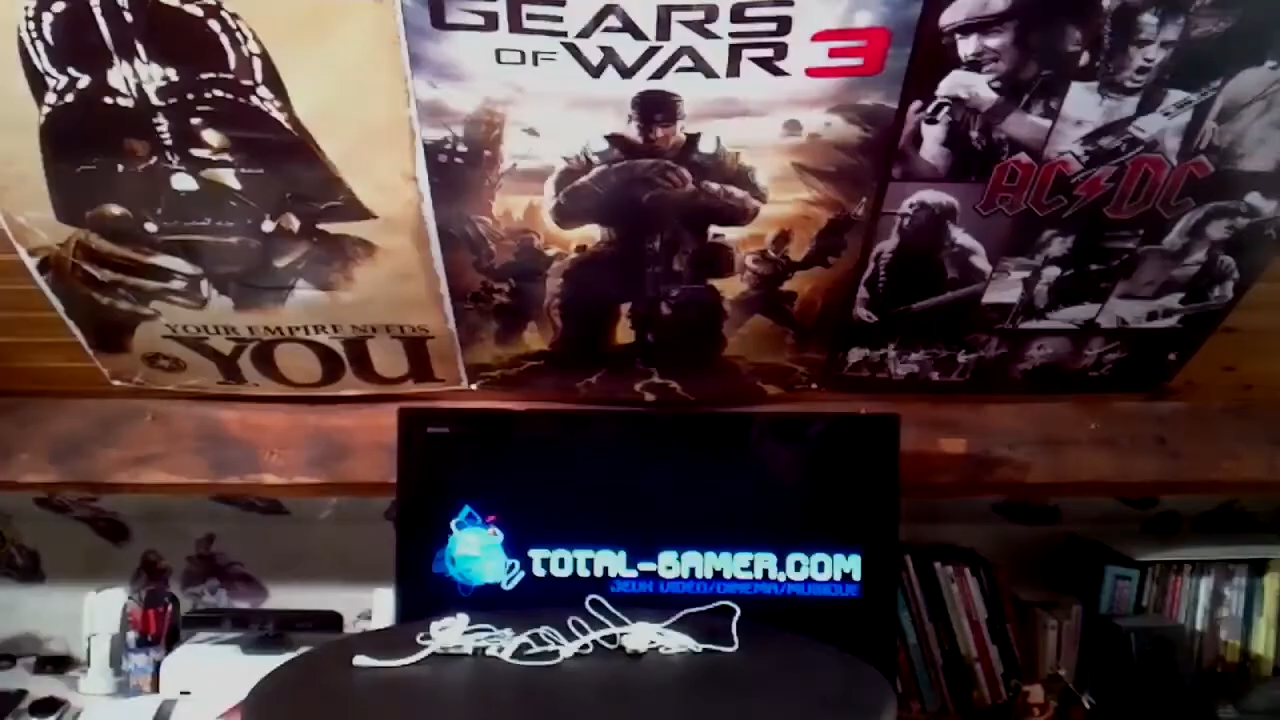 YOUR EMPIRE NEEDS
YOU
GEARS
OF WAR 3
AC DC
TOTAL-GAMER.COM
JEUX VIDEO/CINEMA/MUSIQUE